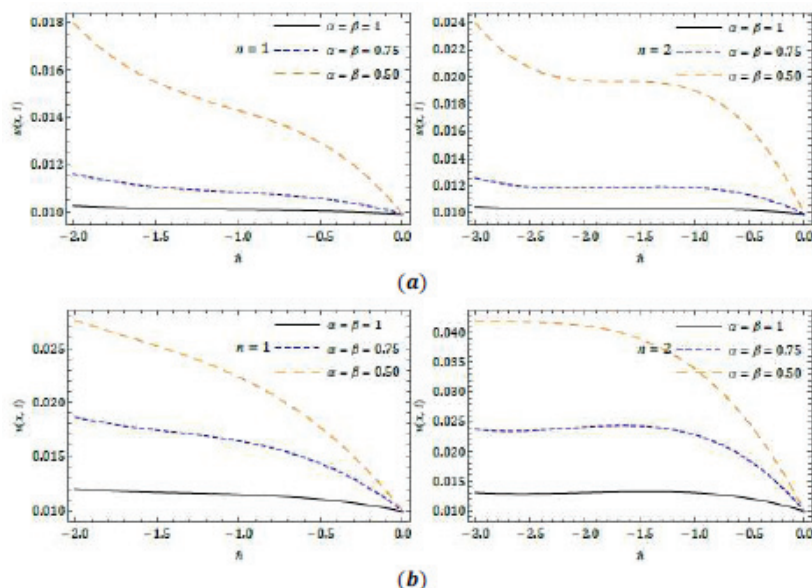 0.018
0.016
0.014
0.012
0.010
u(x, t)
n = 1
α = β = 1
α = β = 0.75
α = β = 0.50
-2.0 -1.5 -1.0 -0.5 0.0
ℏ
0.024
0.022
0.020
0.018
0.016
0.014
0.012
0.010
u(x, t)
n = 2
α = β = 1
α = β = 0.75
α = β = 0.50
-3.0 -2.5 -2.0 -1.5 -1.0 -0.5 0.0
ℏ
(a)
0.025
0.020
0.015
0.010
n = 1
α = β = 1
α = β = 0.75
α = β = 0.50
-2.0 -1.5 -1.0 -0.5 0.0
ℏ
0.040
0.035
0.030
0.025
0.020
0.015
0.010
n = 2
α = β = 1
α = β = 0.75
α = β = 0.50
-3.0 -2.5 -2.0 -1.5 -1.0 -0.5 0.0
ℏ
(b)